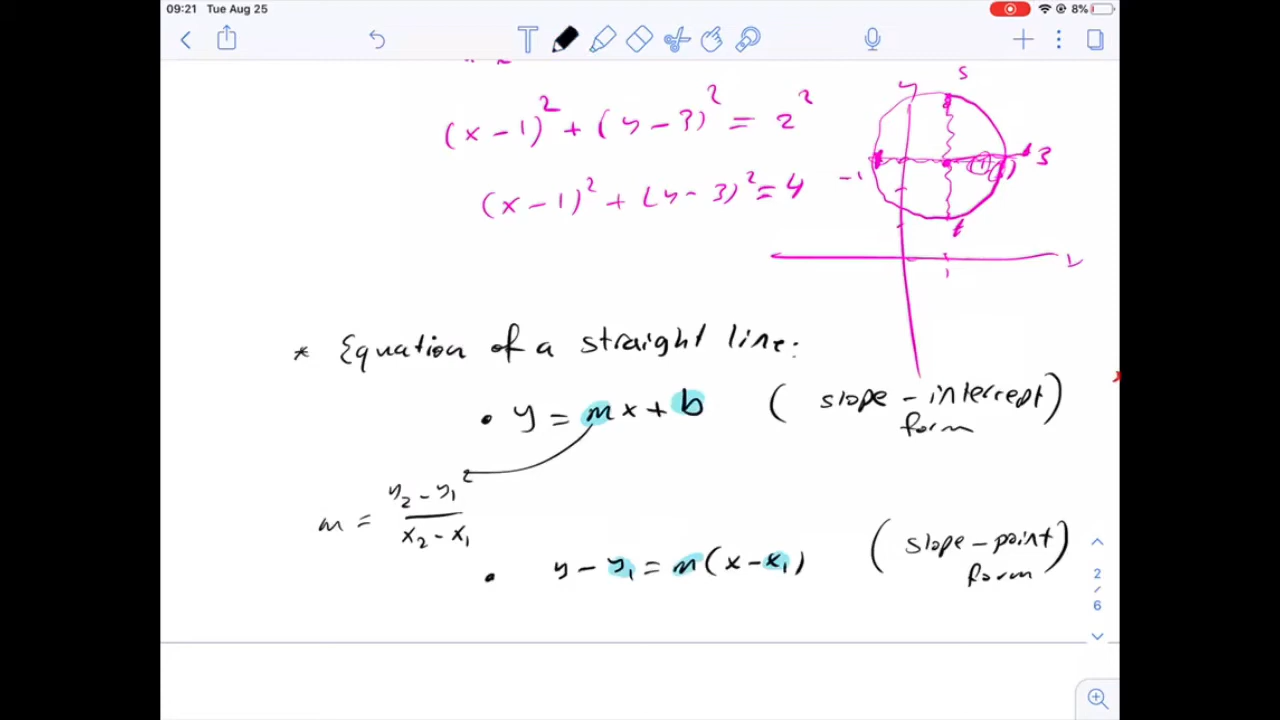 09:21 Tue Aug 25
8%
(x-1)² + (y-3)² = 2²
(x-1)² + (y-3)² = 4
y
5
3
-1
1
* Equation of a straight line:
• y = mx + b (slope-intercept)
form
m = y₂ - y₁
x₂ - x₁
• y - y₁ = m(x - x₁) (slope-point)
form
2
/
6